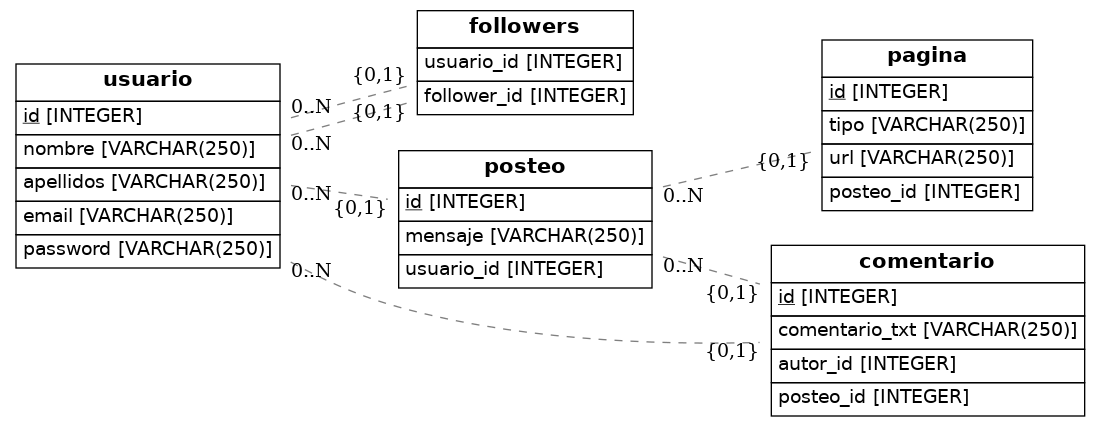 usuario
id [INTEGER]
nombre [VARCHAR(250)]
apellidos [VARCHAR(250)]
email [VARCHAR(250)]
password [VARCHAR(250)]
followers
usuario_id [INTEGER]
follower_id [INTEGER]
{0,1}
0..N
{0,1}
0..N
posteo
id [INTEGER]
mensaje [VARCHAR(250)]
usuario_id [INTEGER]
0..N
{0,1}
pagina
id [INTEGER]
tipo [VARCHAR(250)]
url [VARCHAR(250)]
posteo_id [INTEGER]
{0,1}
0..N
comentario
id [INTEGER]
comentario_txt [VARCHAR(250)]
autor_id [INTEGER]
posteo_id [INTEGER]
0..N
{0,1}
0..N
{0,1}